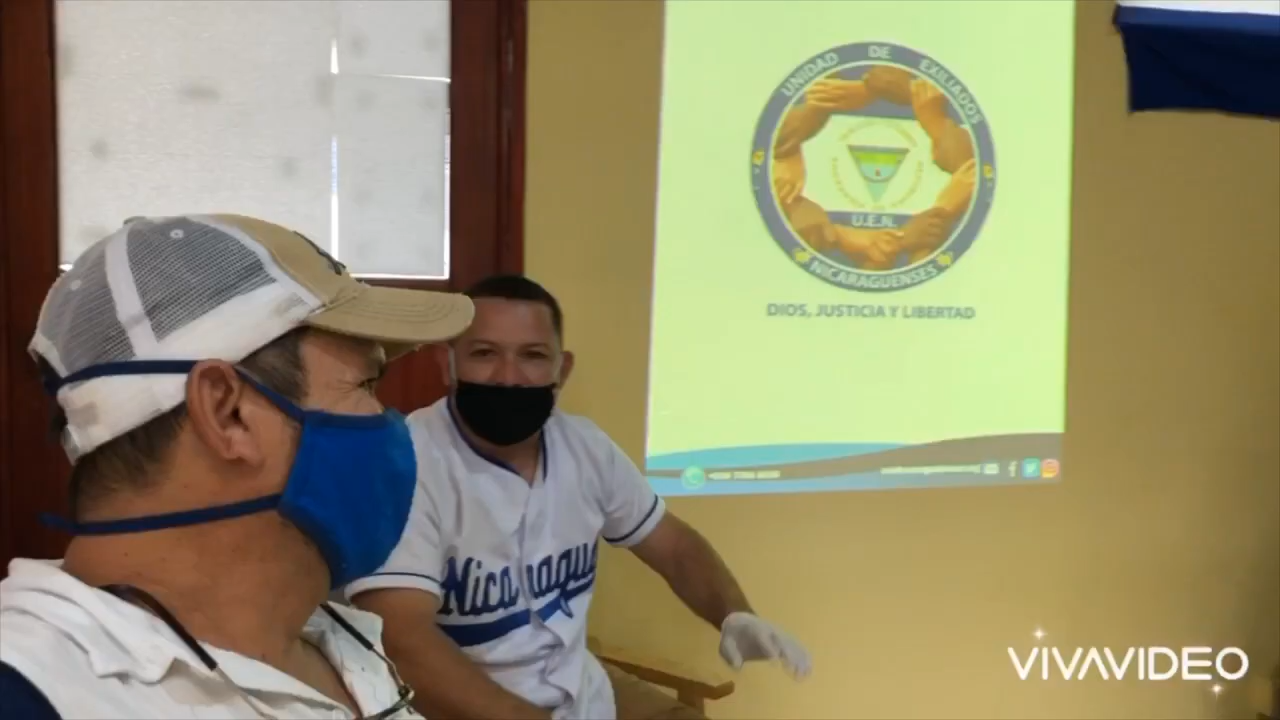 UNIDAD DE EXILIADOS
U.E.N.
NICARAGUENSES
DIOS, JUSTICIA Y LIBERTAD
Nicaragua
VIVAVIDEO